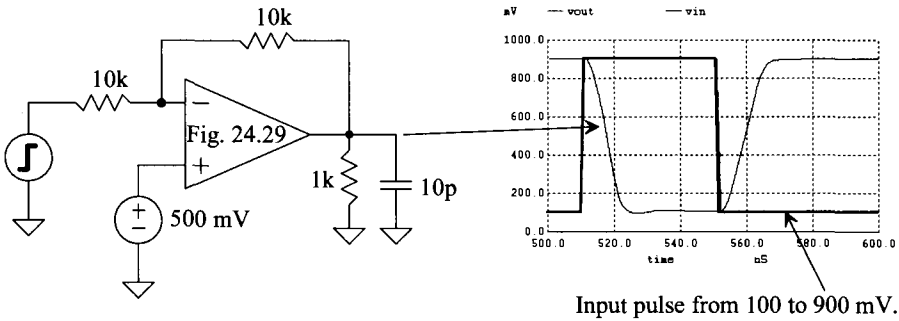 10k
10k
Fig. 24.29
−
+
1k
10p
+
−
500 mV
mV
vout
vin
1000.0
800.0
600.0
400.0
200.0
0.0
500.0 520.0 540.0 560.0 580.0 600.0
time nS
Input pulse from 100 to 900 mV.